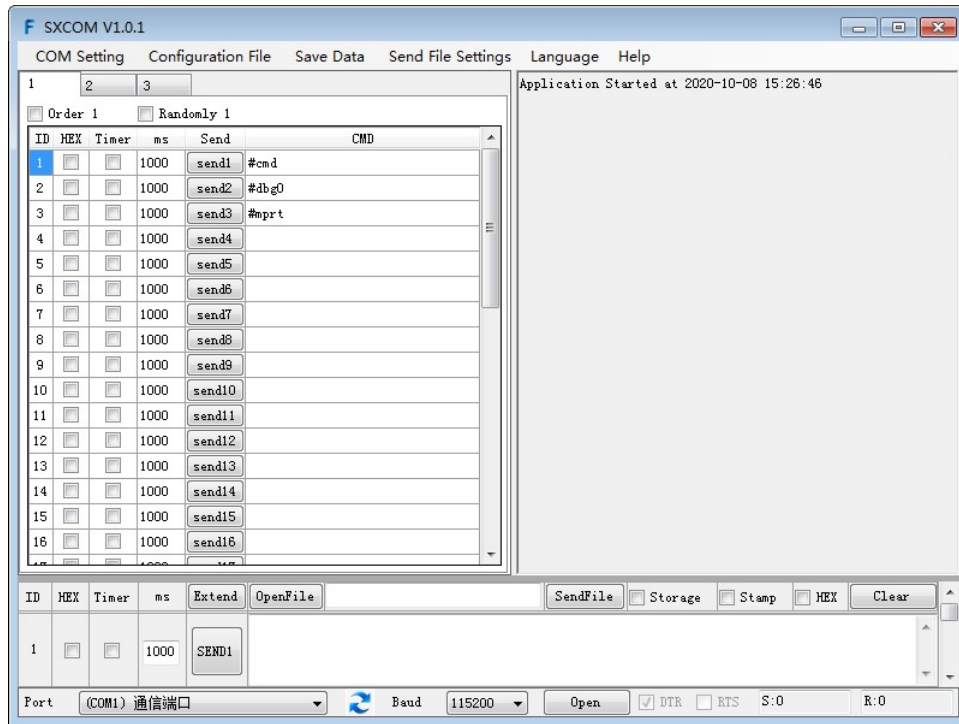 F SXCOM V1.0.1
COM Setting Configuration File Save Data Send File Settings Language Help
1 2 3
Order 1 Randomly 1
ID HEX Timer ms Send CMD
1 1000 send1 #cmd
2 1000 send2 #dbg0
3 1000 send3 #mprt
4 1000 send4
5 1000 send5
6 1000 send6
7 1000 send7
8 1000 send8
9 1000 send9
10 1000 send10
11 1000 send11
12 1000 send12
13 1000 send13
14 1000 send14
15 1000 send15
16 1000 send16
Application Started at 2020-10-08 15:26:46
ID HEX Timer ms Extend OpenFile SendFile Storage Stamp HEX Clear
1 1000 SEND1
Port (COM1) 通信端口 Baud 115200 Open DTR RTS S:0 R:0